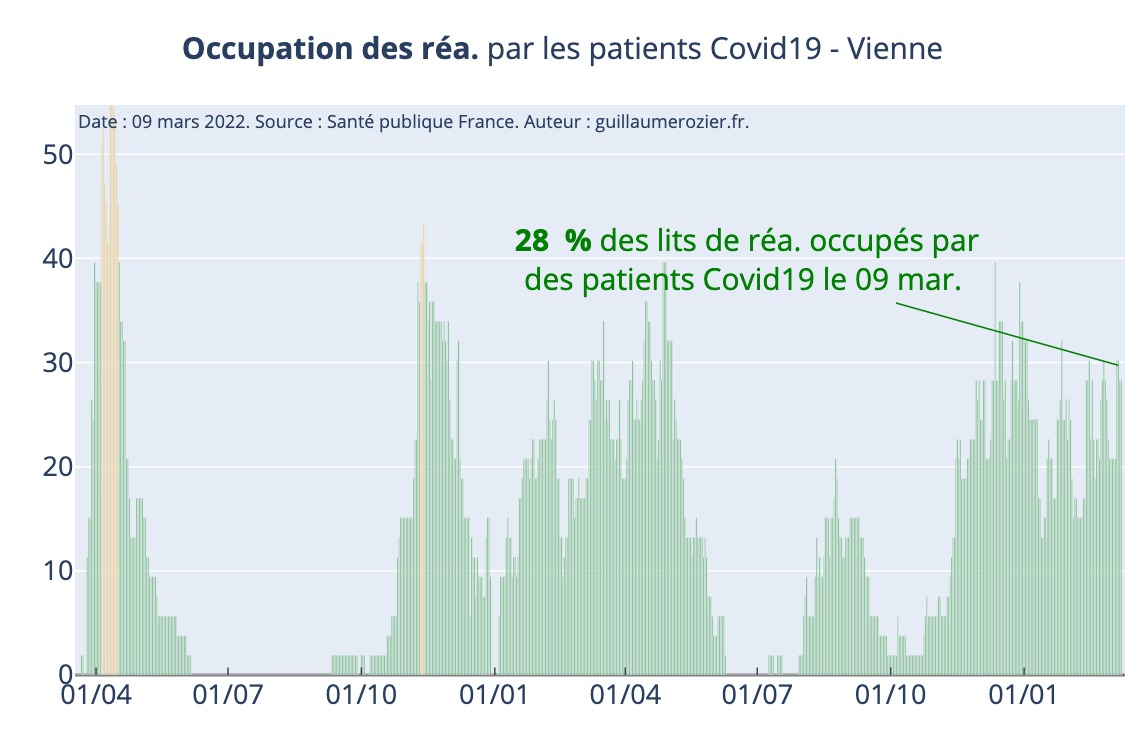 Occupation des réa. par les patients Covid19 - Vienne
Date : 09 mars 2022. Source : Santé publique France. Auteur : guillaumerozier.fr.
50
28 % des lits de réa. occupés par
40
des patients Covid19 le 09 mar.
30
20
10
0
01/04 01/07 01/10 01/01 01/04 01/07 01/10 01/01